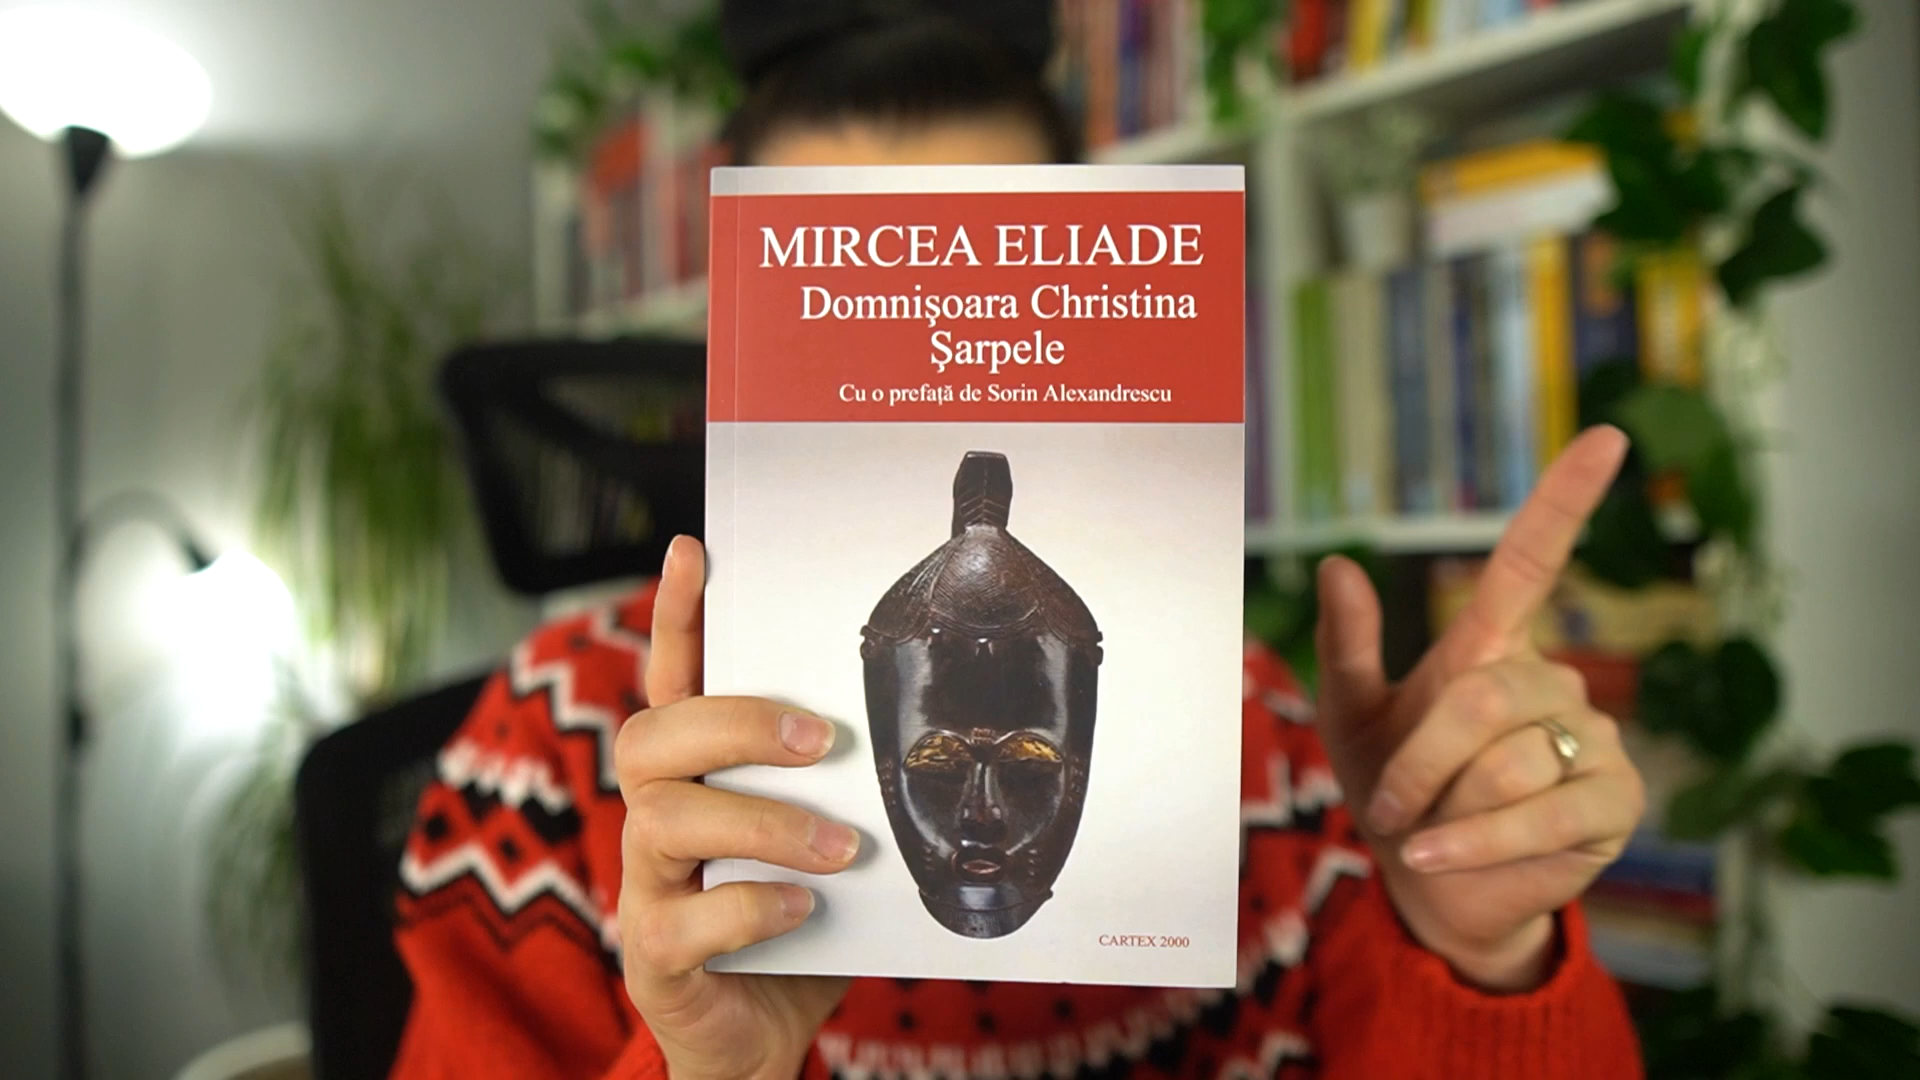 MIRCEA ELIADE
Domnişoara Christina
Şarpele
Cu o prefaţă de Sorin Alexandrescu
CARTEX 2000